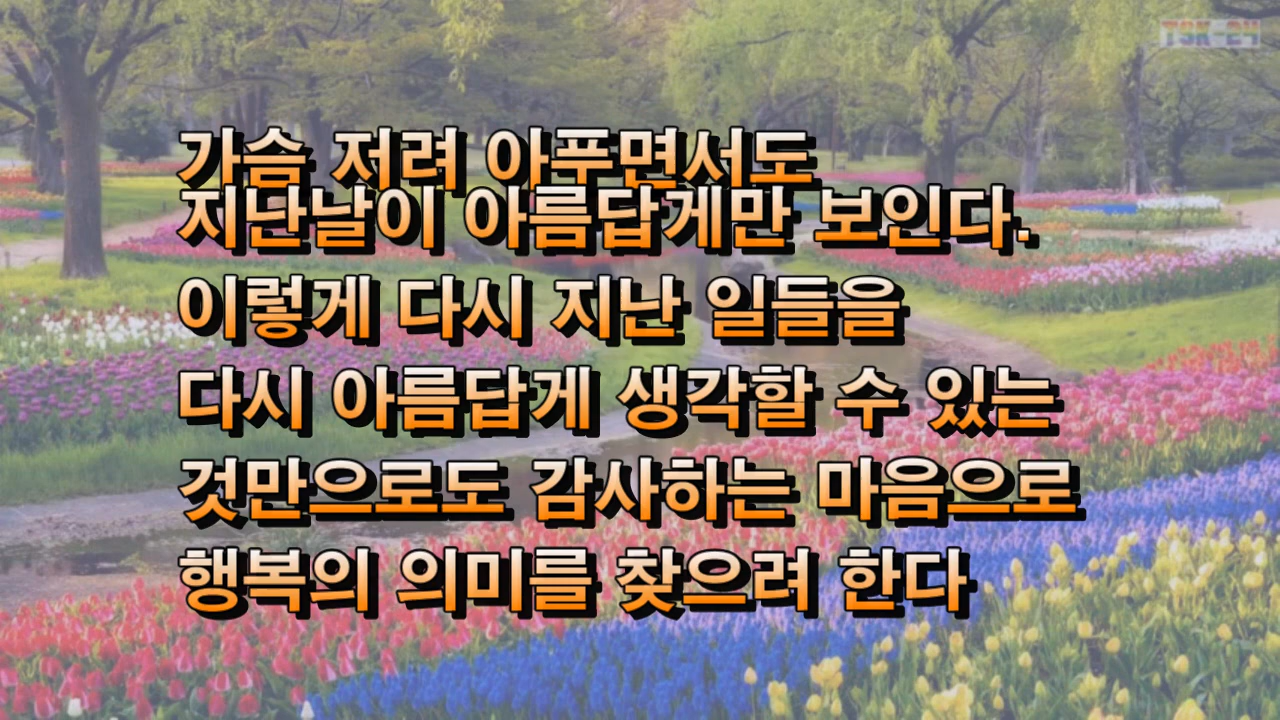 TSK-24
가슴 저려 아푸면서도
지난날이 아름답게만 보인다.
이렇게 다시 지난 일들을
다시 아름답게 생각할 수 있는
것만으로도 감사하는 마음으로
행복의 의미를 찾으려 한다